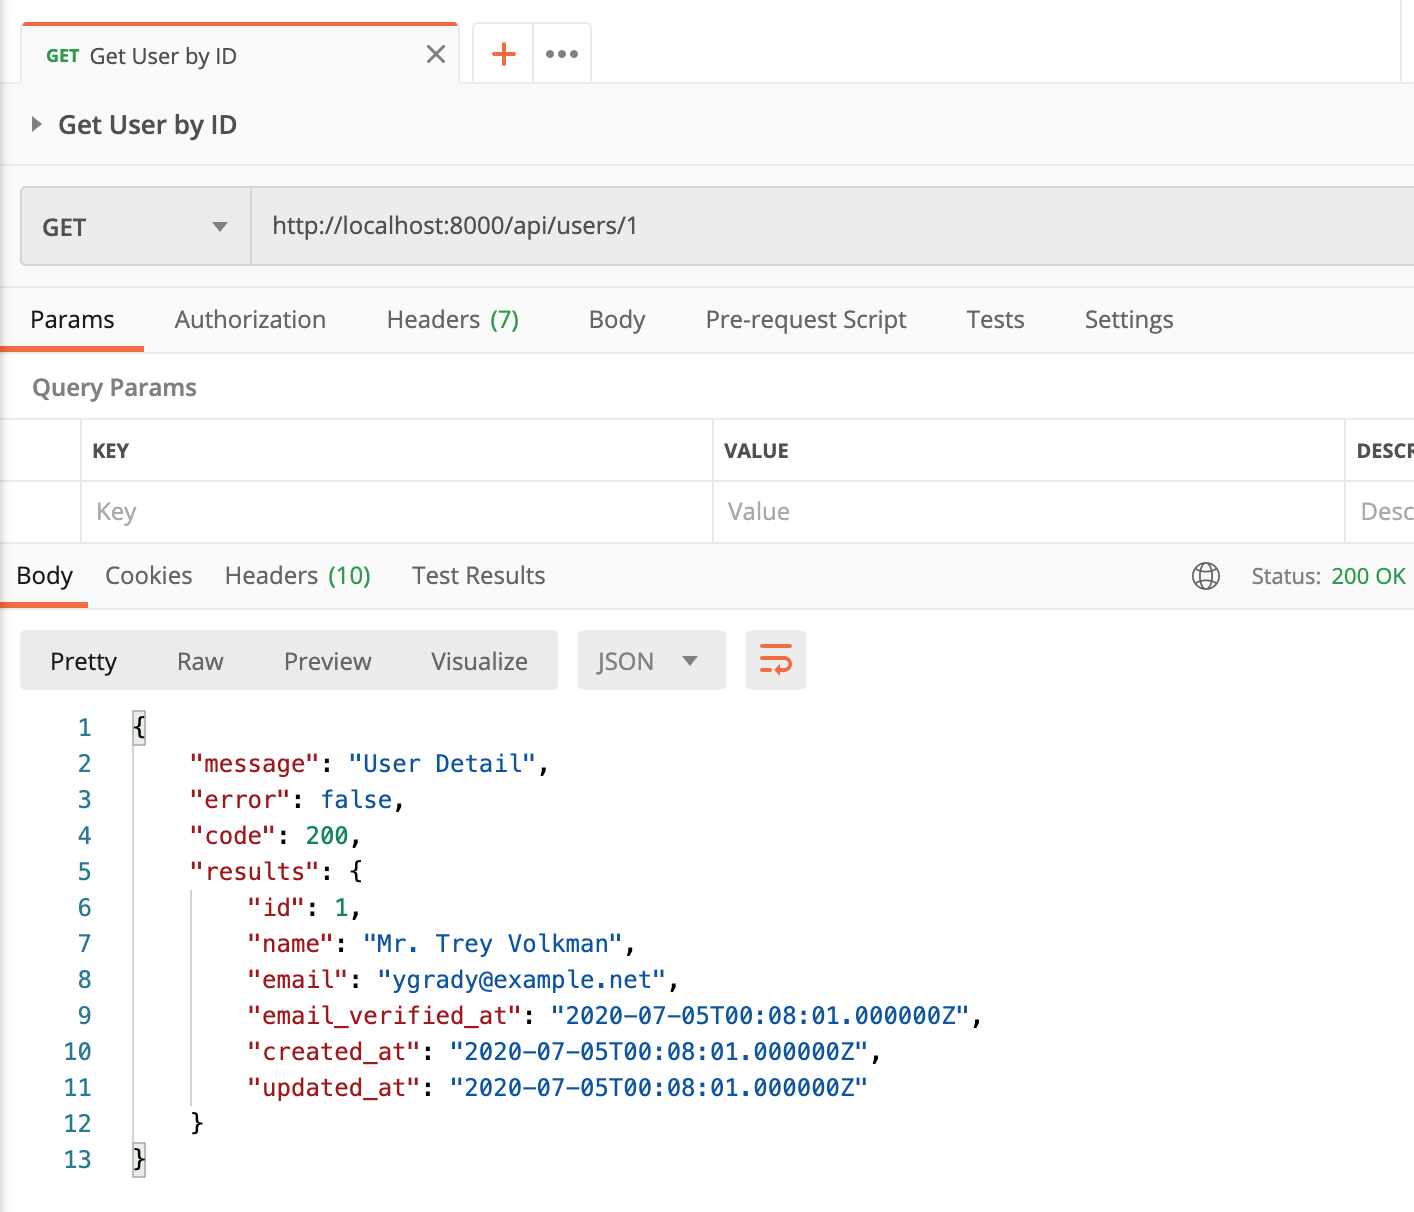 GET Get User by ID
Get User by ID
GET http://localhost:8000/api/users/1
Params Authorization Headers (7) Body Pre-request Script Tests Settings
Query Params
KEY VALUE DESCR
Key Value Desc
Body Cookies Headers (10) Test Results Status: 200 OK
Pretty Raw Preview Visualize JSON
1 {
2 "message": "User Detail",
3 "error": false,
4 "code": 200,
5 "results": {
6 "id": 1,
7 "name": "Mr. Trey Volkman",
8 "email": "ygrady@example.net",
9 "email_verified_at": "2020-07-05T00:08:01.000000Z",
10 "created_at": "2020-07-05T00:08:01.000000Z",
11 "updated_at": "2020-07-05T00:08:01.000000Z"
12 }
13 }